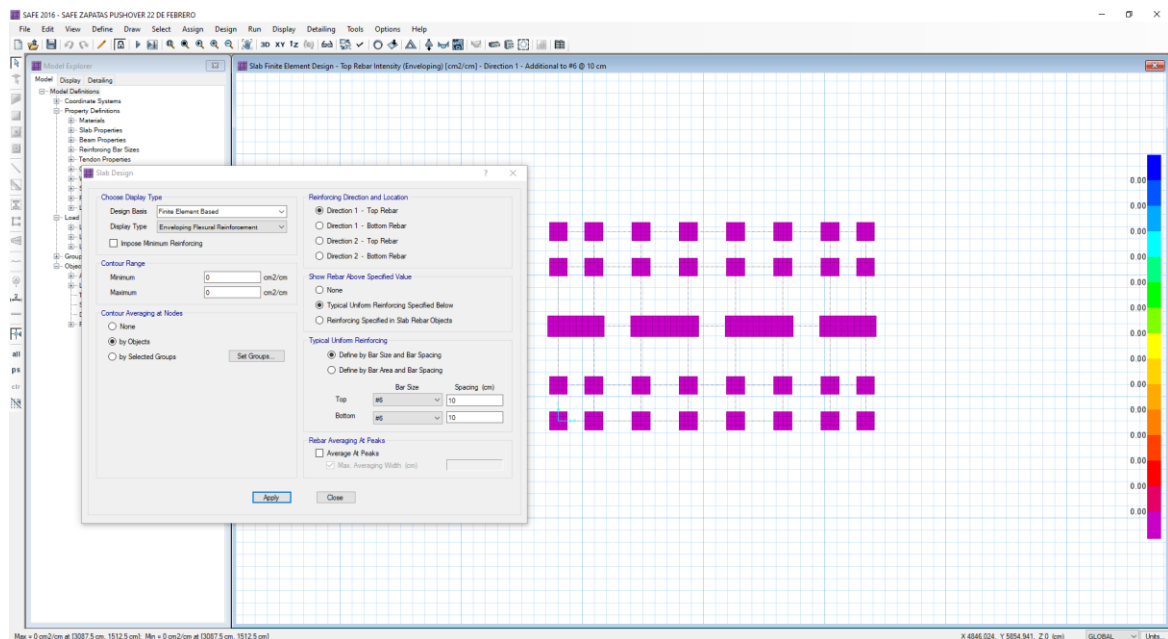 SAFE 2016 - SAFE ZAPATAS PUSHOVER 22 DE FEBRERO
File Edit View Define Draw Select Assign Design Run Display Detailing Tools Options Help
3D XY
Model Explorer
Slab Finite Element Design - Top Rebar Intensity (Enveloping) [cm2/cm] - Direction 1 - Additional to #6 @ 10 cm
Model Display Detailing
Model Definitions
Coordinate Systems
Property Definitions
Materials
Slab Properties
Beam Properties
Reinforcing Bar Sizes
Tendon Properties
Load
Group
Objec
all
ps
clr
Slab Design
? ×
Choose Display Type
Design Basis Finite Element Based
Display Type Enveloping Flexural Reinforcement
Impose Minimum Reinforcing
Contour Range
Minimum 0 cm2/cm
Maximum 0 cm2/cm
Contour Averaging at Nodes
None
by Objects
by Selected Groups Set Groups...
Reinforcing Direction and Location
Direction 1 - Top Rebar
Direction 1 - Bottom Rebar
Direction 2 - Top Rebar
Direction 2 - Bottom Rebar
Show Rebar Above Specified Value
None
Typical Uniform Reinforcing Specified Below
Reinforcing Specified in Slab Rebar Objects
Typical Uniform Reinforcing
Define by Bar Size and Bar Spacing
Define by Bar Area and Bar Spacing
Bar Size Spacing (cm)
Top #6 10
Bottom #6 10
Rebar Averaging At Peaks
Average At Peaks
Max. Averaging Width (cm)
Apply Close
0.00
0.00
0.00
0.00
0.00
0.00
0.00
0.00
0.00
0.00
0.00
0.00
0.00
0.00
Max = 0 cm2/cm at [3087.5 cm, 1512.5 cm]; Min = 0 cm2/cm at [3087.5 cm, 1512.5 cm]
X 4846.024, Y 5854.941, Z 0 (cm) GLOBAL Units...